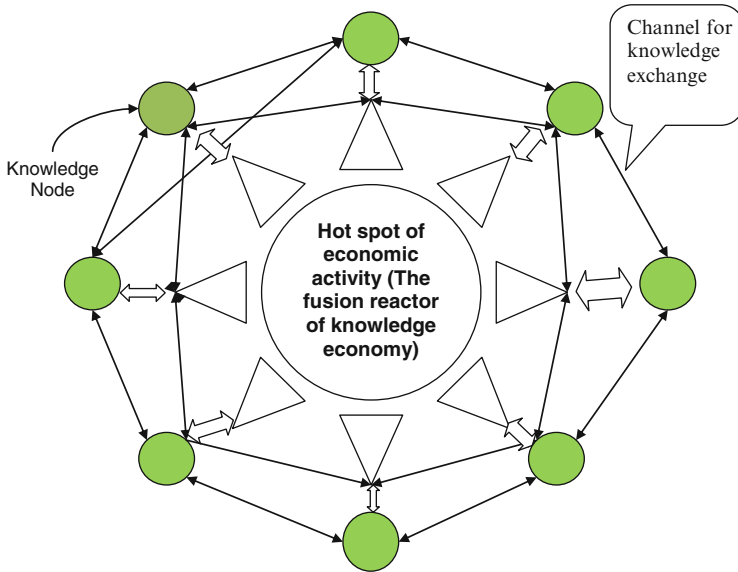 Channel for
knowledge
exchange
Knowledge
Node
Hot spot of
economic
activity (The
fusion reactor
of knowledge
economy)